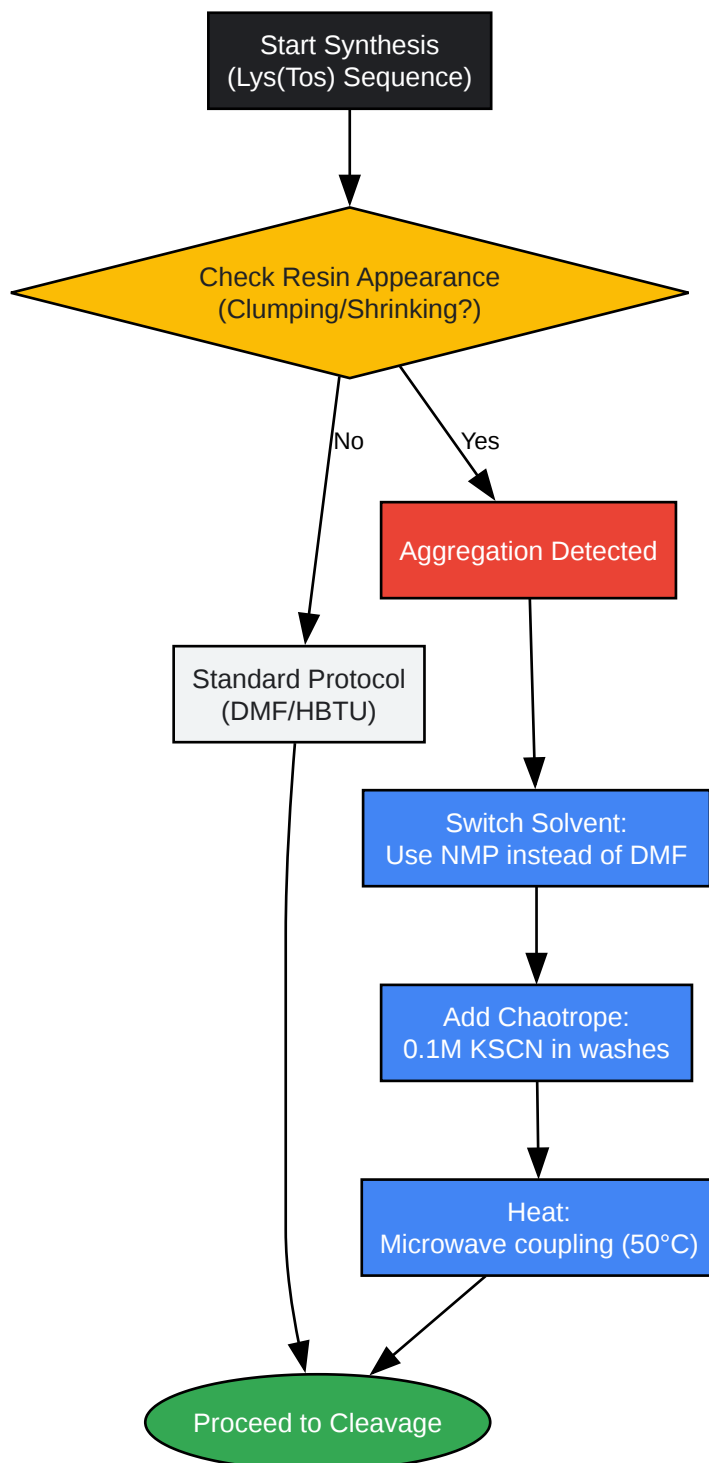 Start Synthesis
(Lys(Tos) Sequence)
Check Resin Appearance
(Clumping/Shrinking?)
No
Yes
Aggregation Detected
Standard Protocol
(DMF/HBTU)
Switch Solvent:
Use NMP instead of DMF
Add Chaotrope:
0.1M KSCN in washes
Heat:
Microwave coupling (50°C)
Proceed to Cleavage